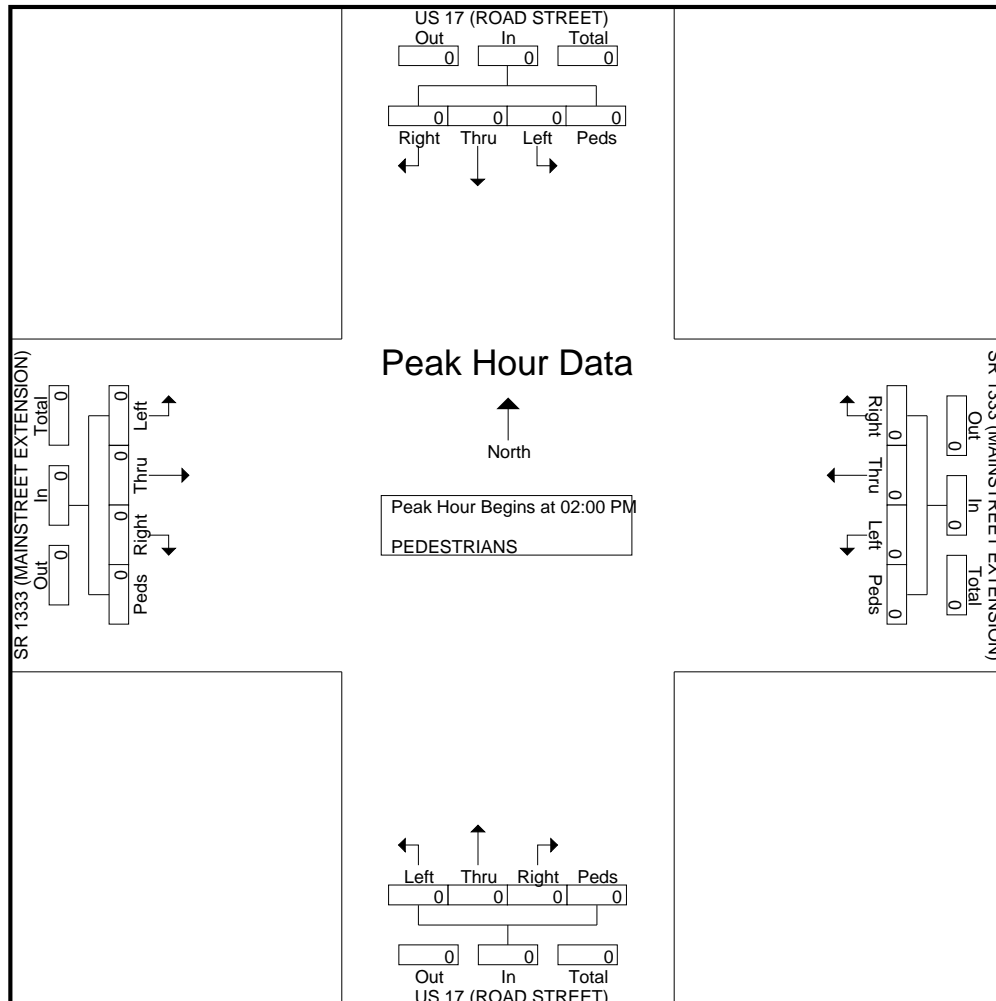 US 17 (ROAD STREET)
Out In Total
0 0 0
0 0 0 0
Right Thru Left Peds
Peak Hour Data
North
Peak Hour Begins at 02:00 PM
PEDESTRIANS
SR 1333 (MAINSTREET EXTENSION)
Out In Total
0 0 0
0 0 0 0
Peds Right Thru Left
SR 1333 (MAINSTREET EXTENSION)
Out In Total
0 0 0
0 0 0 0
Right Thru Left Peds
Left Thru Right Peds
0 0 0 0
0 0 0
Out In Total
US 17 (ROAD STREET)